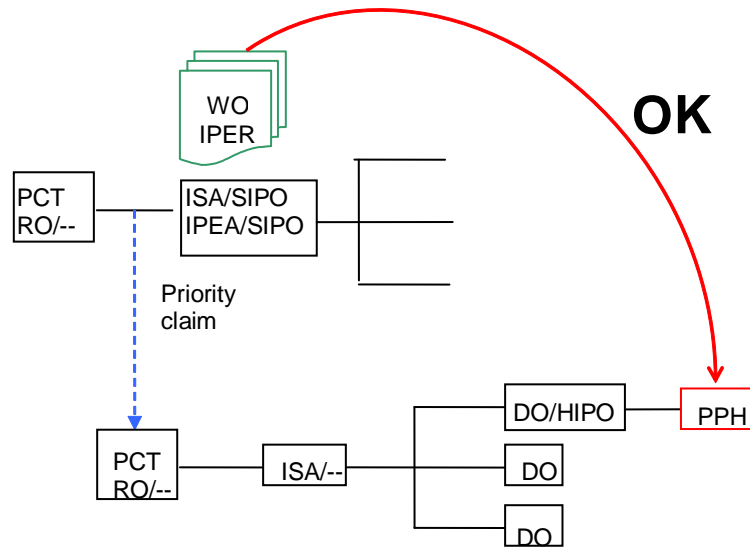 WO
IPER
OK
PCT
RO/--
ISA/SIPO
IPEA/SIPO
Priority
claim
DO/HIPO
PPH
PCT
RO/--
ISA/--
DO
DO